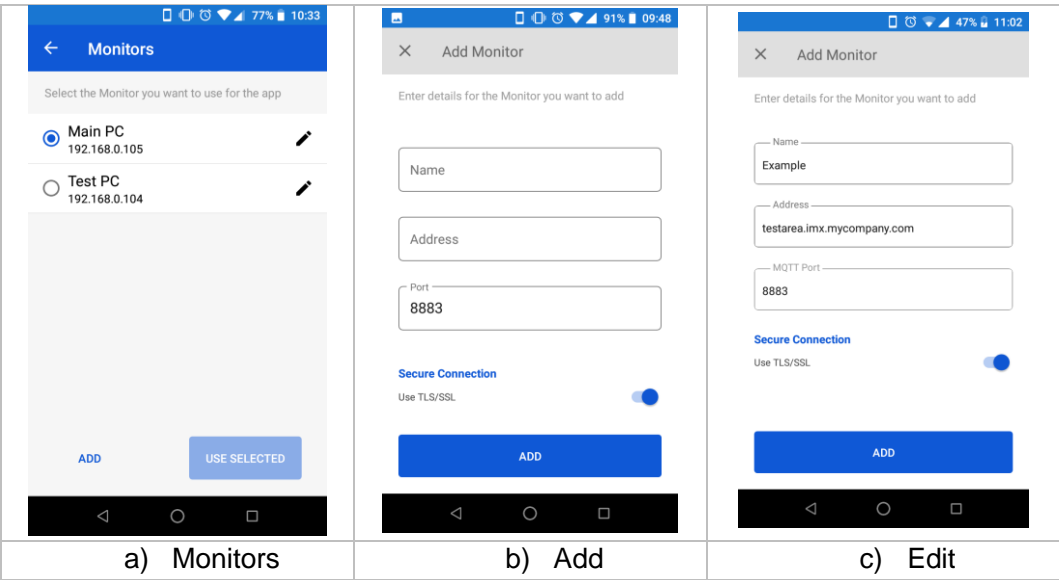 77% 10:33
Monitors
Select the Monitor you want to use for the app
Main PC
192.168.0.105
Test PC
192.168.0.104
ADD USE SELECTED
a) Monitors
91% 09:48
Add Monitor
Enter details for the Monitor you want to add
Name
Address
Port
8883
Secure Connection
Use TLS/SSL
ADD
b) Add
47% 11:02
Add Monitor
Enter details for the Monitor you want to add
Name
Example
Address
testarea.imx.mycompany.com
MQTT Port
8883
Secure Connection
Use TLS/SSL
ADD
c) Edit